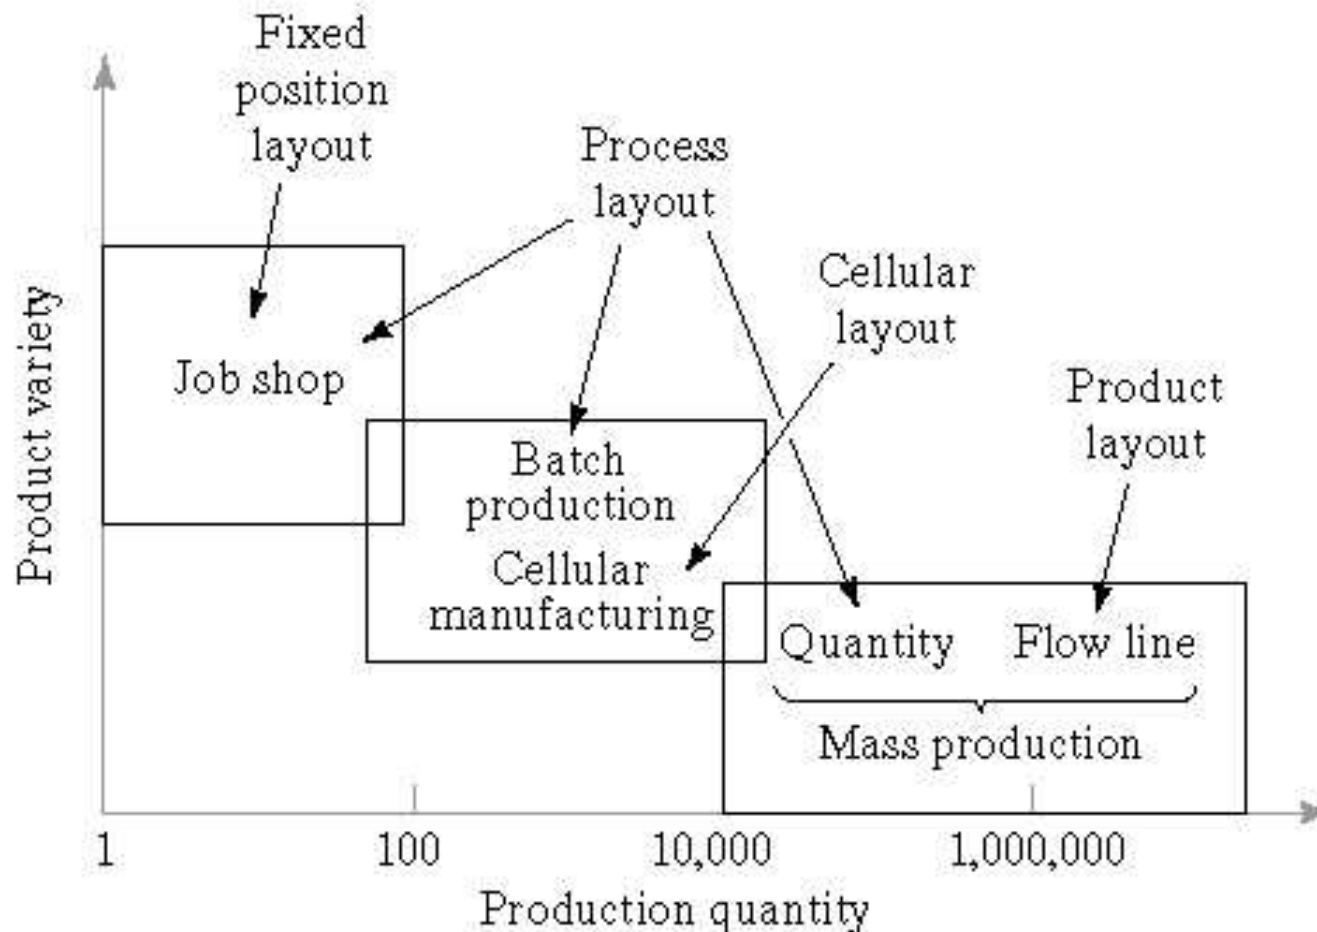 Fixed
position
layout
Process
layout
Cellular
layout
Product
layout
Product variety
Job shop
Batch
production
Cellular
manufacturing
Quantity
Flow line
Mass production
1
100
10,000
1,000,000
Production quantity